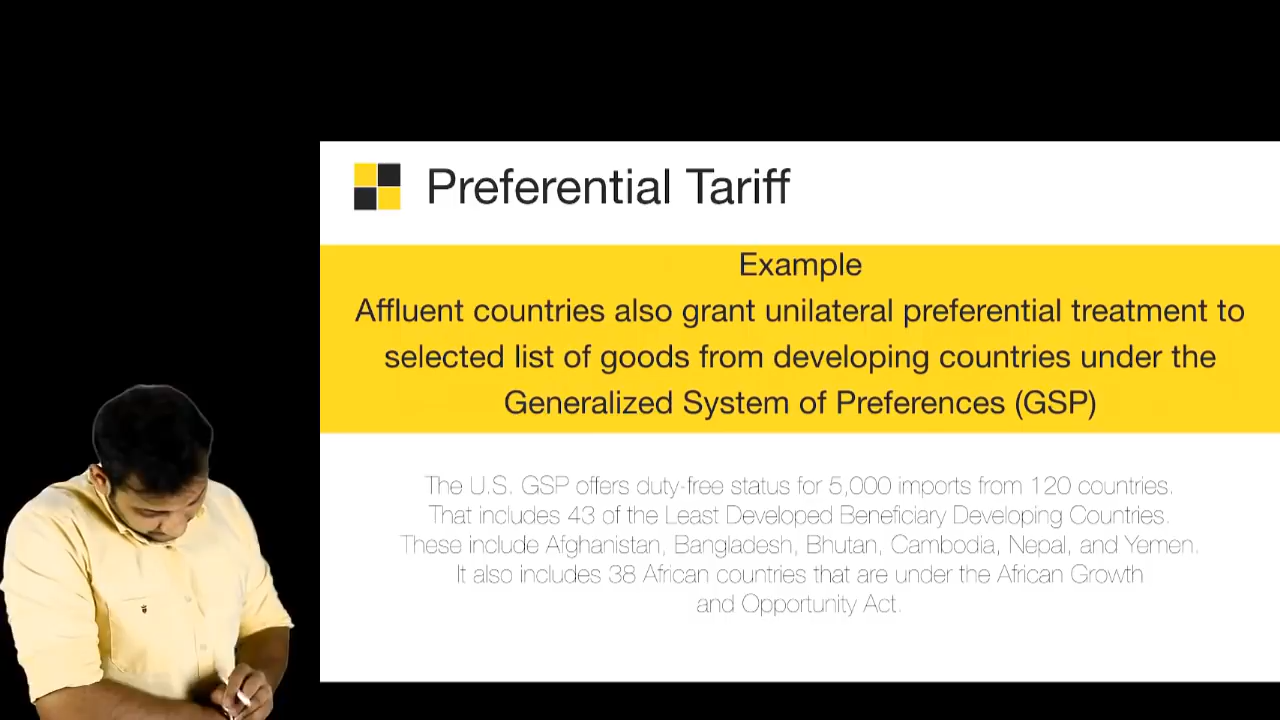 Preferential Tariff
Example
Affluent countries also grant unilateral preferential treatment to
selected list of goods from developing countries under the
Generalized System of Preferences (GSP)
The U.S. GSP offers duty-free status for 5,000 imports from 120 countries.
That includes 43 of the Least Developed Beneficiary Developing Countries.
These include Afghanistan, Bangladesh, Bhutan, Cambodia, Nepal, and Yemen.
It also includes 38 African countries that are under the African Growth
and Opportunity Act.